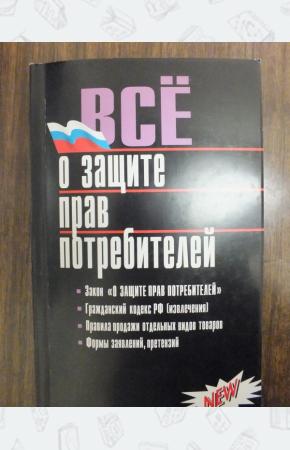 ВСЁ
о защите
прав
потребителей
Закон «О ЗАЩИТЕ ПРАВ ПОТРЕБИТЕЛЕЙ»
Гражданский кодекс РФ (извлечения)
Правила продажи отдельных видов товаров
Формы заявлений, претензий
NEW